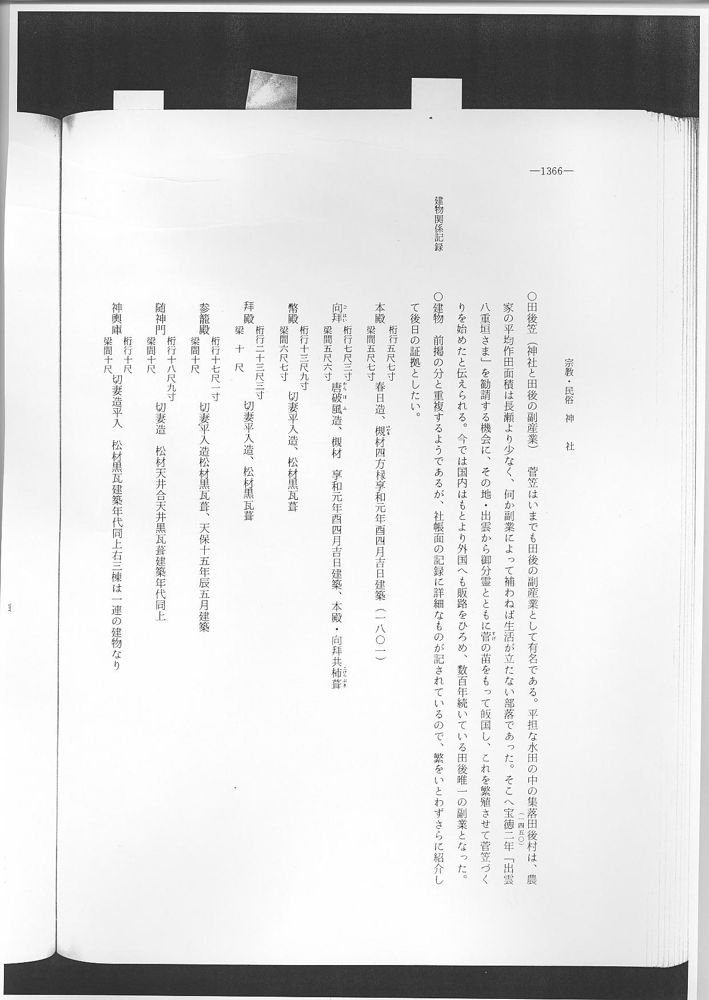 —1366—
宗教・民俗　神　社
〇田後笠（神社と田後の副産業）　菅笠はいまでも田後の副産業として有名である。平担な水田の中の集落田後村は、農
家の平均作田面積は長瀬より少なく、何か副業によって補わねば生活が立たない部落であった。そこへ宝徳二年「出雲
（一四五〇）
八重垣さま」を勧請する機会に、その地・出雲から御分霊とともに菅の苗をもって皈国し、これを繁殖させて菅笠づく
すげ
りを始めたと伝えられる。今では国内はもとより外国へも販路をひろめ、数百年続いている田後唯一の副業となった。
建物関係記録
〇建物　前掲の分と重複するようであるが、社帳面の記録に詳細なものが記されているので、繁をいとわずさらに紹介し
て後日の証拠としたい。
本殿　桁行五尺七寸
梁間五尺七寸
春日造、槻材四方椽享和元年酉四月吉日建築（一八〇一）
けやき
向拝　桁行七尺三寸
ごはい
梁間五尺六寸
唐破風造、槻材　享和元年酉四月吉日建築、本殿・向拝共杮葺
からはふ
こけらぶき
幣殿　桁行十三尺九寸
梁間六尺七寸
切妻平入造、松材黒瓦葺
拝殿　桁行二十三尺三寸
梁　十　尺
切妻平入造、松材黒瓦葺
参籠殿　桁行十七尺一寸
梁間十尺
切妻平入造松材黒瓦葺、天保十五年辰五月建築
随神門　桁行十八尺九寸
梁間十尺
切妻造　松材天井合天井黒瓦葺建築年代同上
神輿庫　桁行十尺
梁間十尺
切妻造平入　松材黒瓦建築年代同上右三棟は一連の建物なり